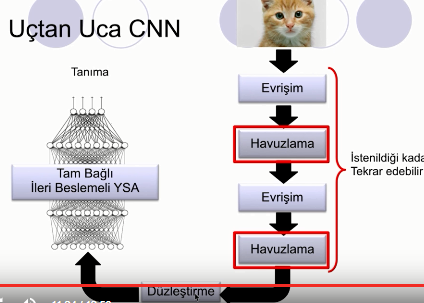 Uçtan Uca CNN
Tanıma
Evrişim
Havuzlama
İstenildiği kada
Tekrar edebilir
Tam Bağlı
İleri Beslemeli YSA
Evrişim
Havuzlama
Düzleştirme